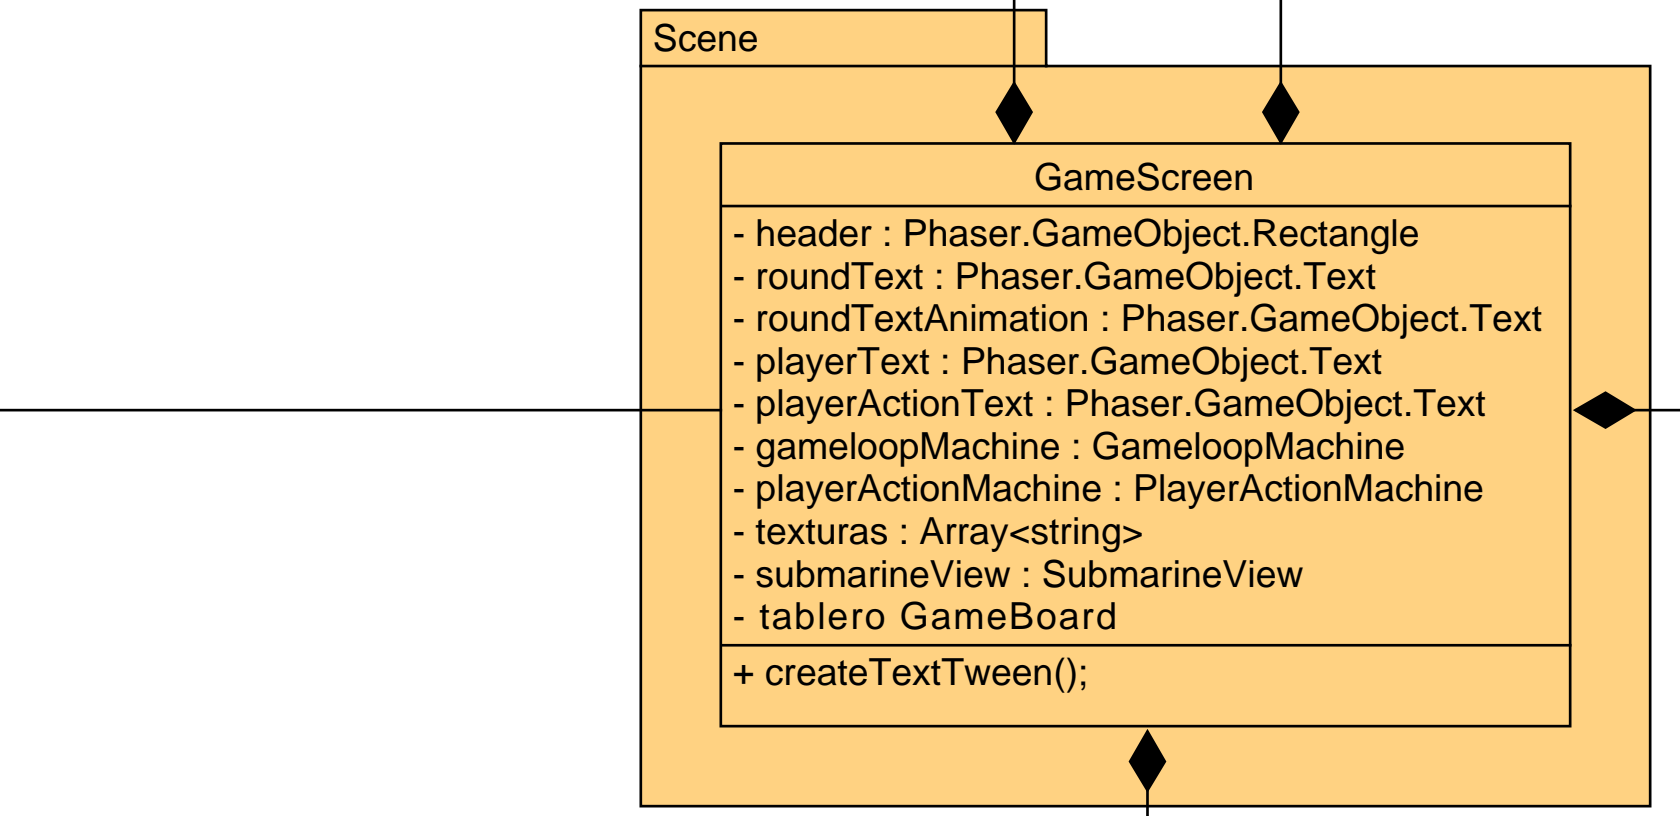 Scene
GameScreen
- header : Phaser.GameObject.Rectangle
- roundText : Phaser.GameObject.Text
- roundTextAnimation : Phaser.GameObject.Text
- playerText : Phaser.GameObject.Text
- playerActionText : Phaser.GameObject.Text
- gameloopMachine : GameloopMachine
- playerActionMachine : PlayerActionMachine
- texturas : Array<string>
- submarineView : SubmarineView
- tablero GameBoard
+ createTextTween();